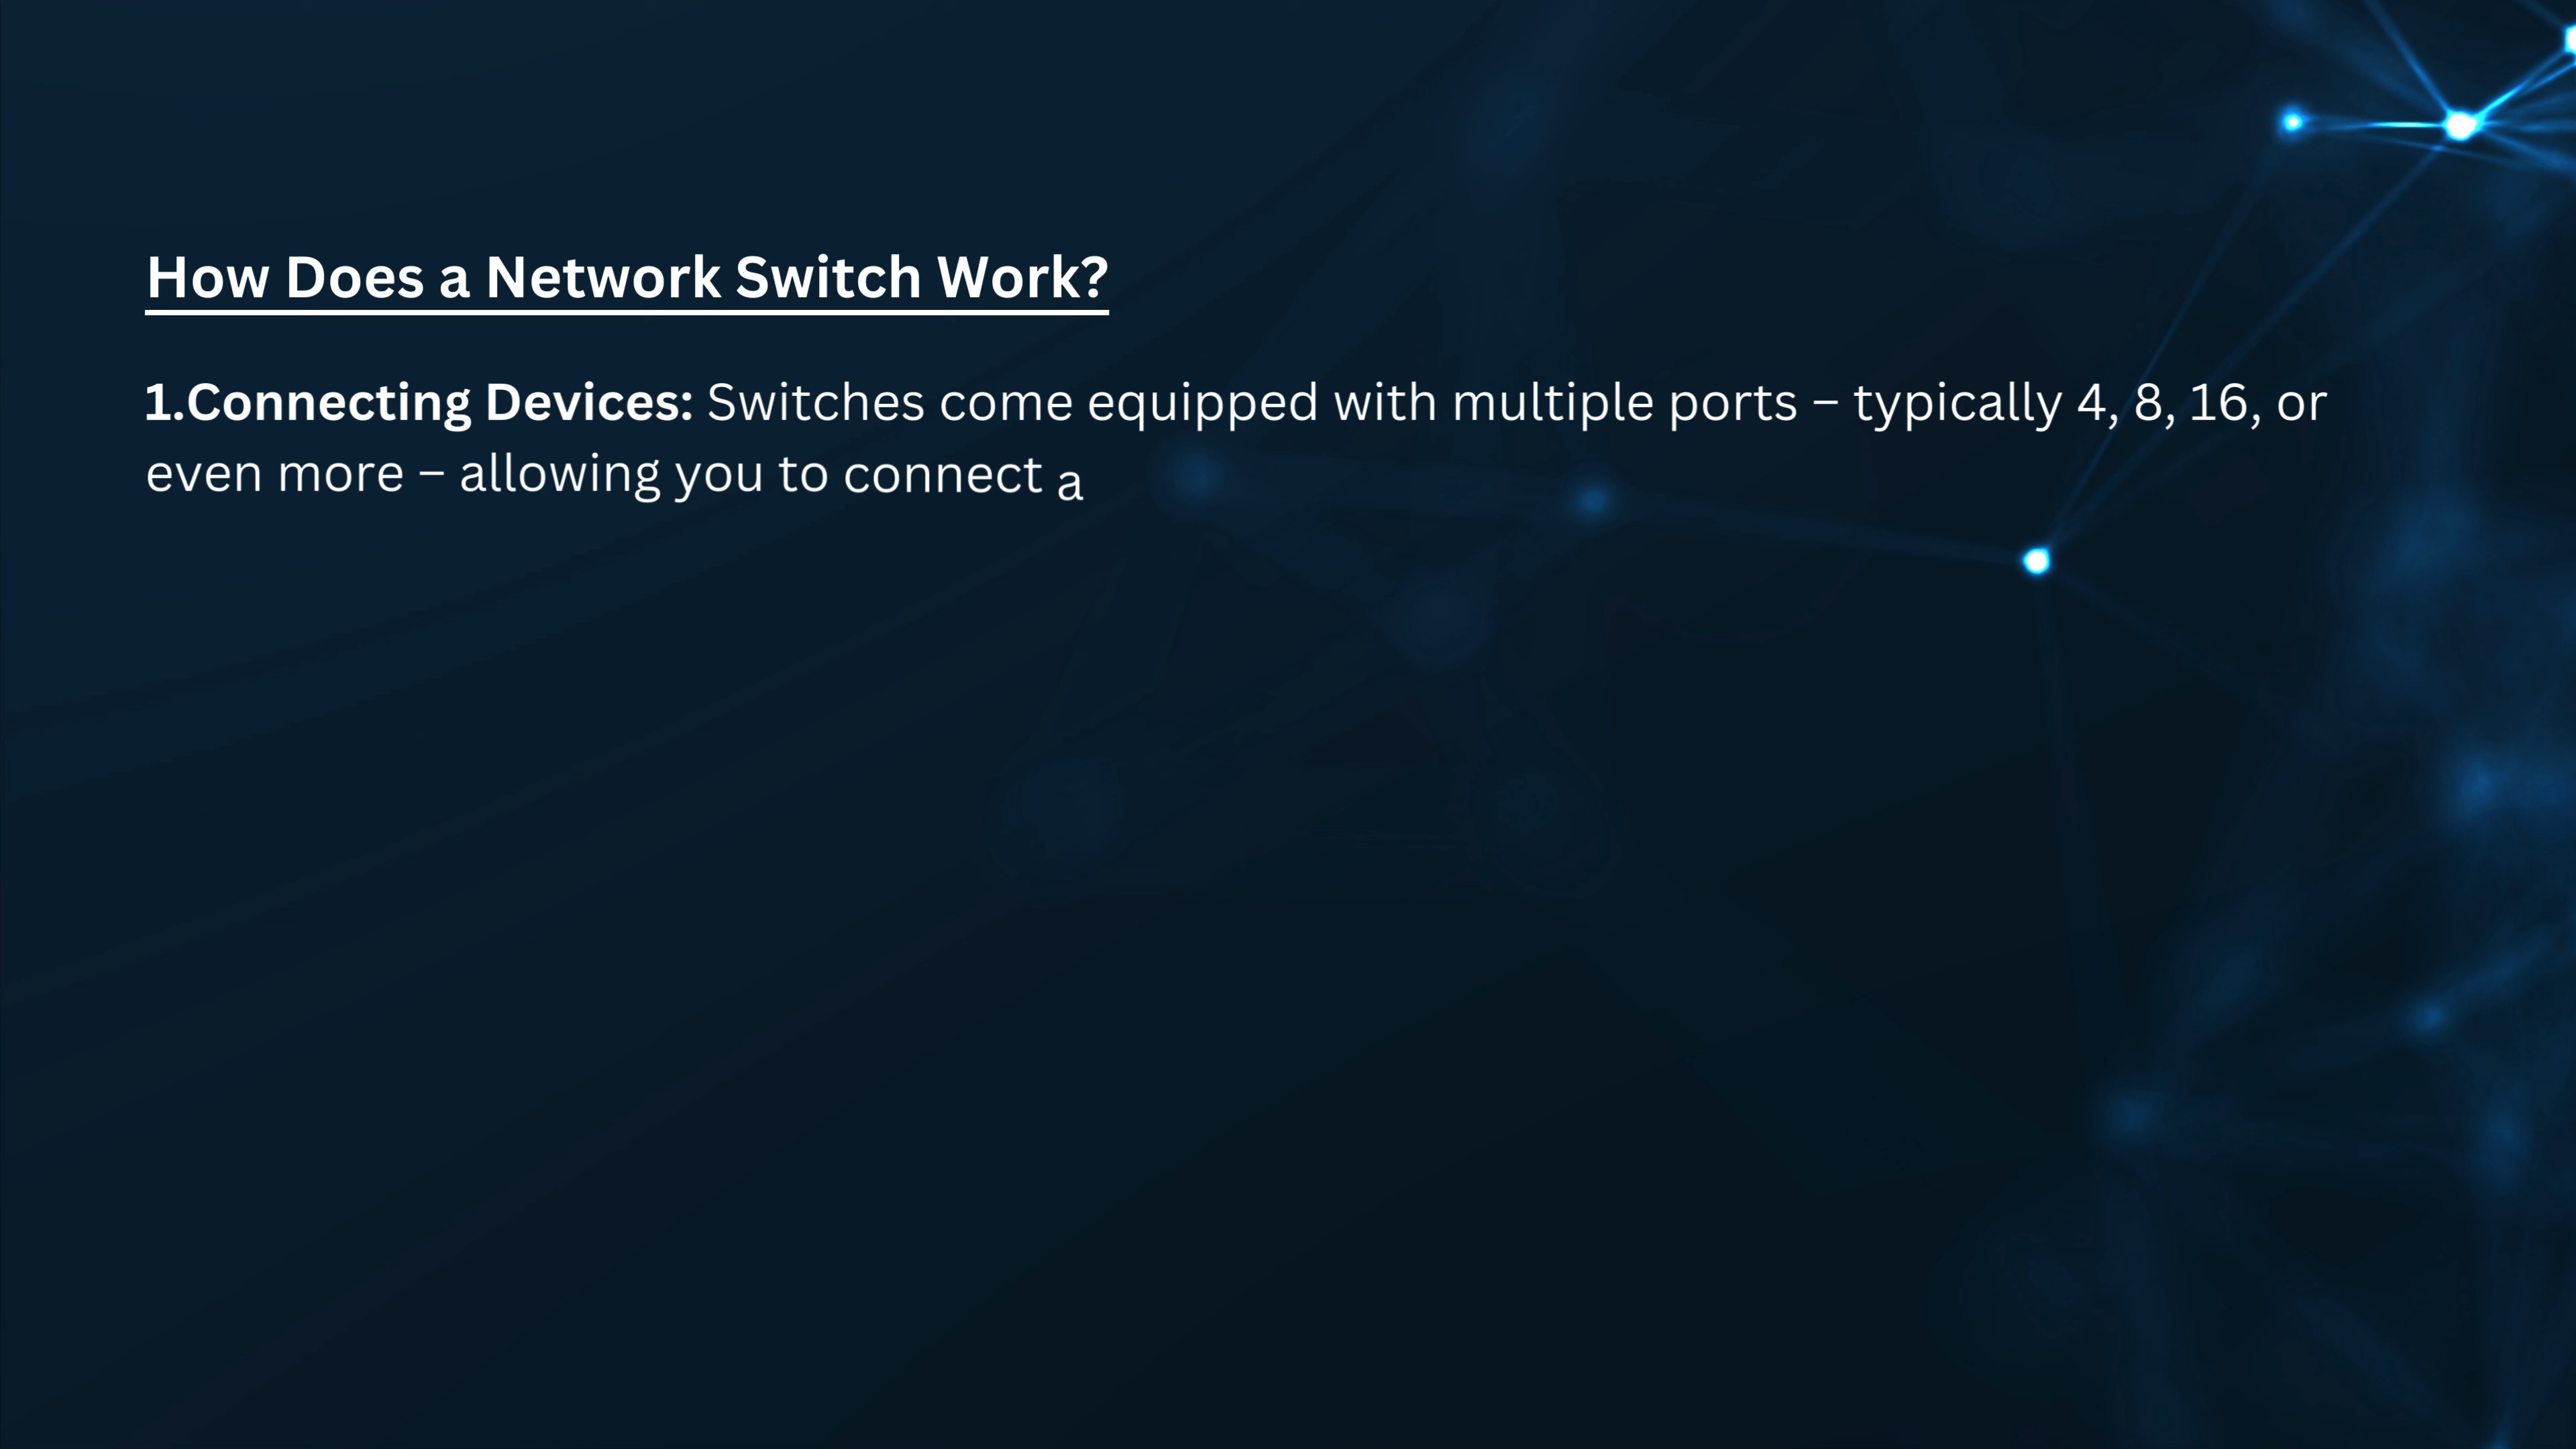 How Does a Network Switch Work?
1.Connecting Devices: Switches come equipped with multiple ports – typically 4, 8, 16, or
even more – allowing you to connect a